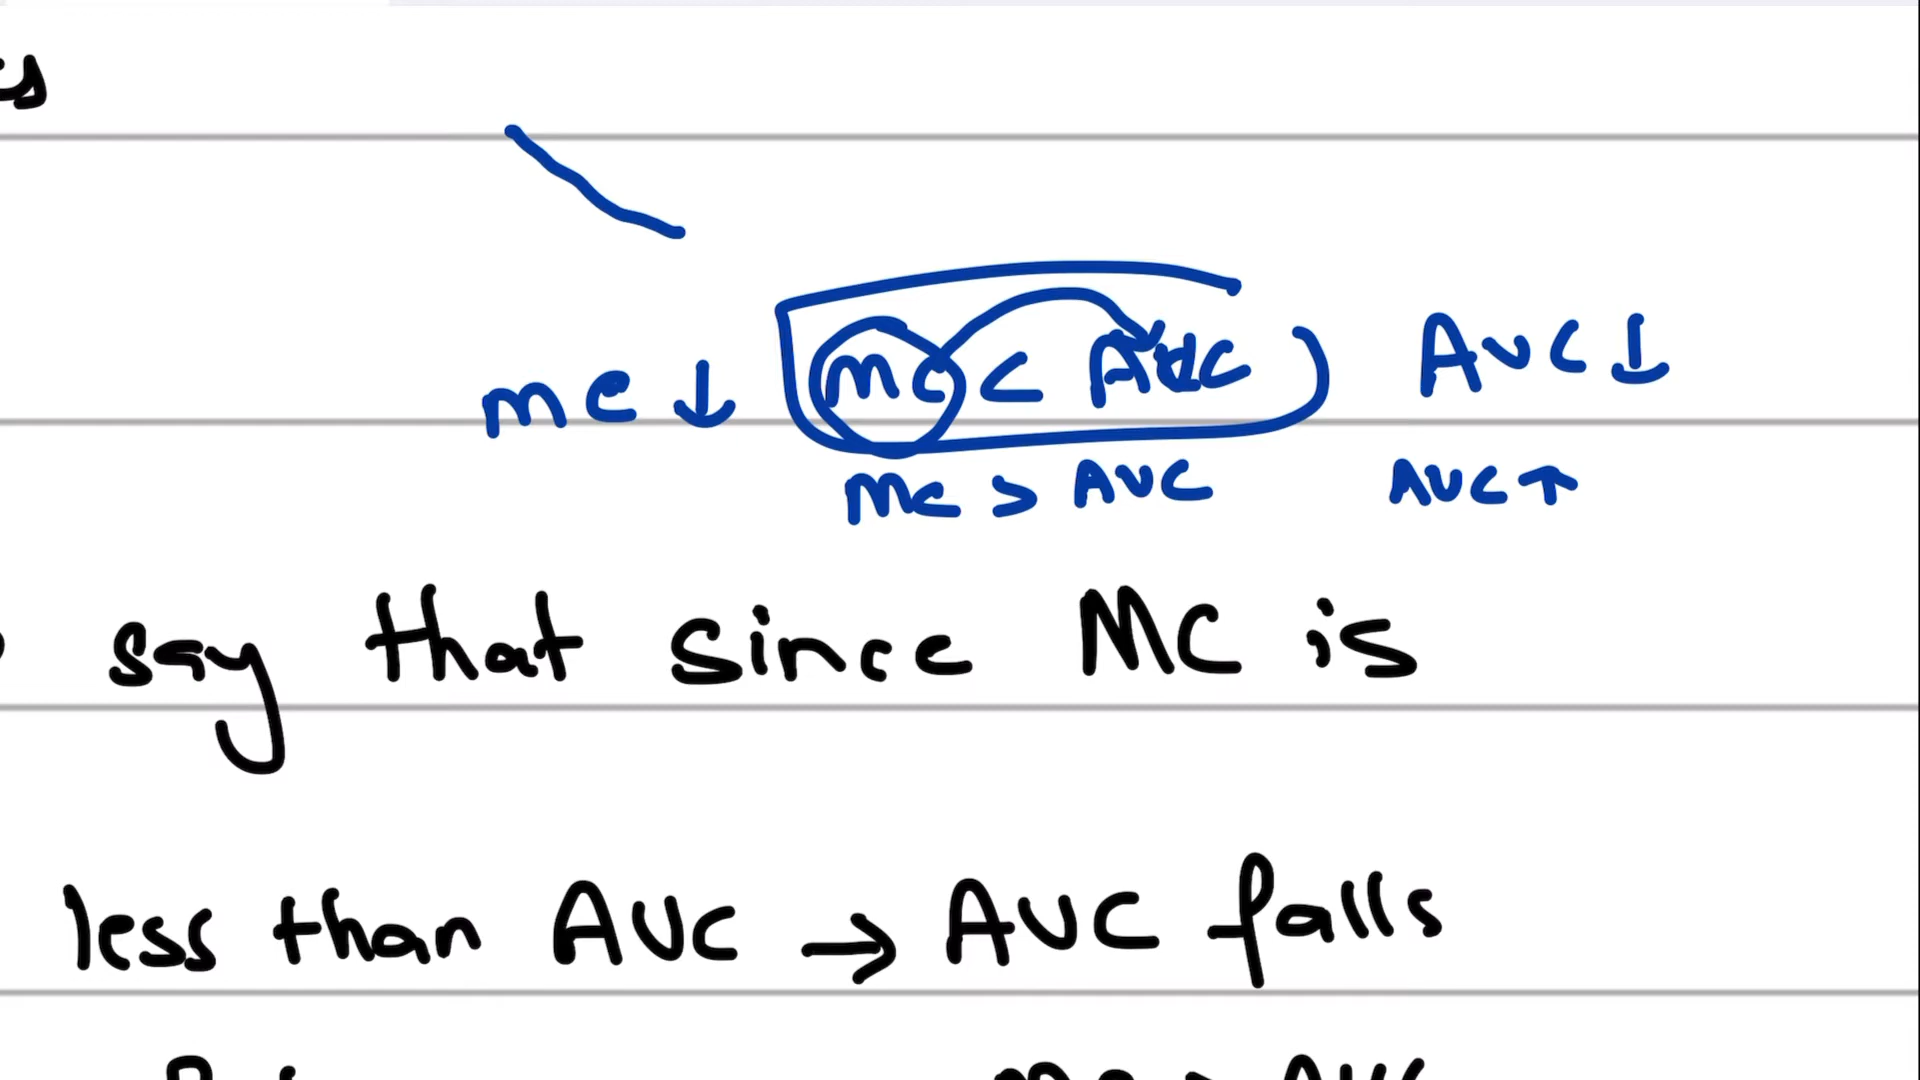 mc ↓ mc < AVC AVC ↓
MC > AVC AVC ↑
say that since MC is
less than AVC → AVC falls